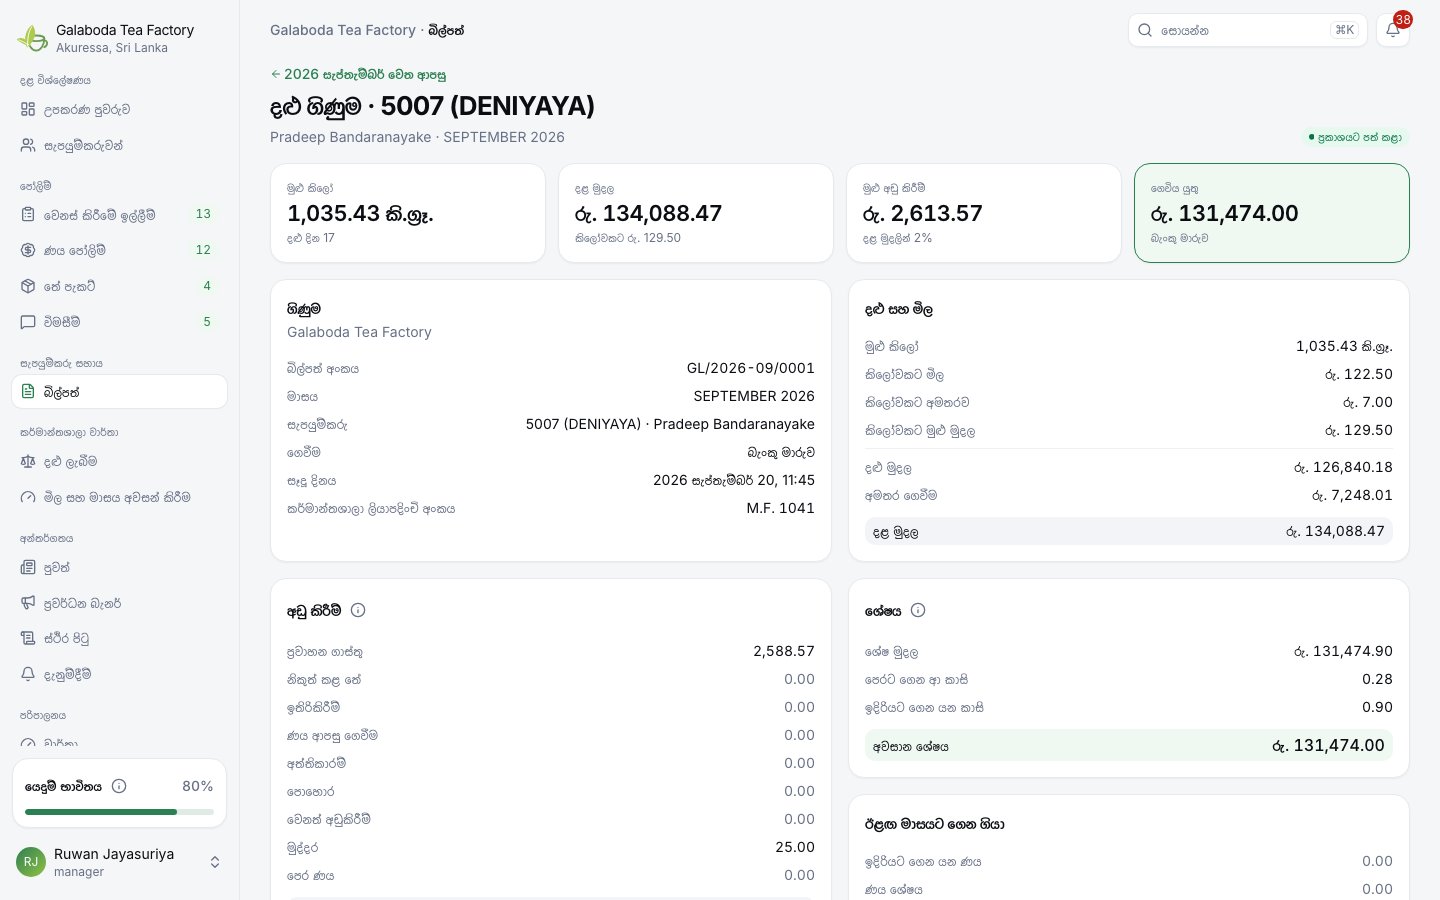 Galaboda Tea Factory
Akuressa, Sri Lanka
දළ විශ්ලේෂණය
උපකරණ පුවරුව
සැපයුම්කරුවන්
පෝලිම්
වෙනස් කිරීමේ ඉල්ලීම් 13
ණය පෝලිම් 12
තේ පැකට් 4
විමසීම් 5
සැපයුම්කරු සහාය
බිල්පත්
කර්මාන්තශාලා වාර්තා
දළු ලැබීම්
මිල සහ මාසය අවසන් කිරීම
අන්තර්ගතය
පුවත්
ප්‍රවර්ධන බැනර්
ස්ථිර පිටු
දැනුම්දීම්
පරිපාලනය
වාර්තා
යෙදුම් භාවිතය 80%
RJ Ruwan Jayasuriya
manager
Galaboda Tea Factory · බිල්පත්
සොයන්න ⌘K
38
← 2026 සැප්තැම්බර් වෙත ආපසු
දළු ගිණුම · 5007 (DENIYAYA)
Pradeep Bandaranayake · SEPTEMBER 2026
ප්‍රකාශයට පත් කළා
මුළු කිලෝ
1,035.43 කි.ග්‍රෑ.
දළු දින 17
දළ මුදල
රු. 134,088.47
කිලෝවකට රු. 129.50
මුළු අඩු කිරීම්
රු. 2,613.57
දළ මුදලින් 2%
ගෙවිය යුතු
රු. 131,474.00
බැංකු මාරුව
ගිණුම
Galaboda Tea Factory
බිල්පත් අංකය GL/2026-09/0001
මාසය SEPTEMBER 2026
සැපයුම්කරු 5007 (DENIYAYA) · Pradeep Bandaranayake
ගෙවීම බැංකු මාරුව
සෑදූ දිනය 2026 සැප්තැම්බර් 20, 11:45
කර්මාන්තශාලා ලියාපදිංචි අංකය M.F. 1041
දළු සහ මිල
මුළු කිලෝ 1,035.43 කි.ග්‍රෑ.
කිලෝවකට මිල රු. 122.50
කිලෝවකට අමතරව රු. 7.00
කිලෝවකට මුළු මුදල රු. 129.50
දළු මුදල රු. 126,840.18
අමතර ගෙවීම රු. 7,248.01
දළ මුදල රු. 134,088.47
අඩු කිරීම්
ප්‍රවාහන ගාස්තු 2,588.57
නිකුත් කළ තේ 0.00
ඉතිරිකිරීම් 0.00
ණය ආපසු ගෙවීම 0.00
අත්තිකාරම් 0.00
පොහොර 0.00
වෙනත් අඩුකිරීම් 0.00
මුද්දර 25.00
පෙර ණය 0.00
ශේෂය
ශේෂ මුදල රු. 131,474.90
පෙරට ගෙන ආ කාසි 0.28
ඉදිරියට ගෙන යන කාසි 0.90
අවසාන ශේෂය රු. 131,474.00
ඊළඟ මාසයට ගෙන ගියා
ඉදිරියට ගෙන යන ණය 0.00
ණය ශේෂය 0.00